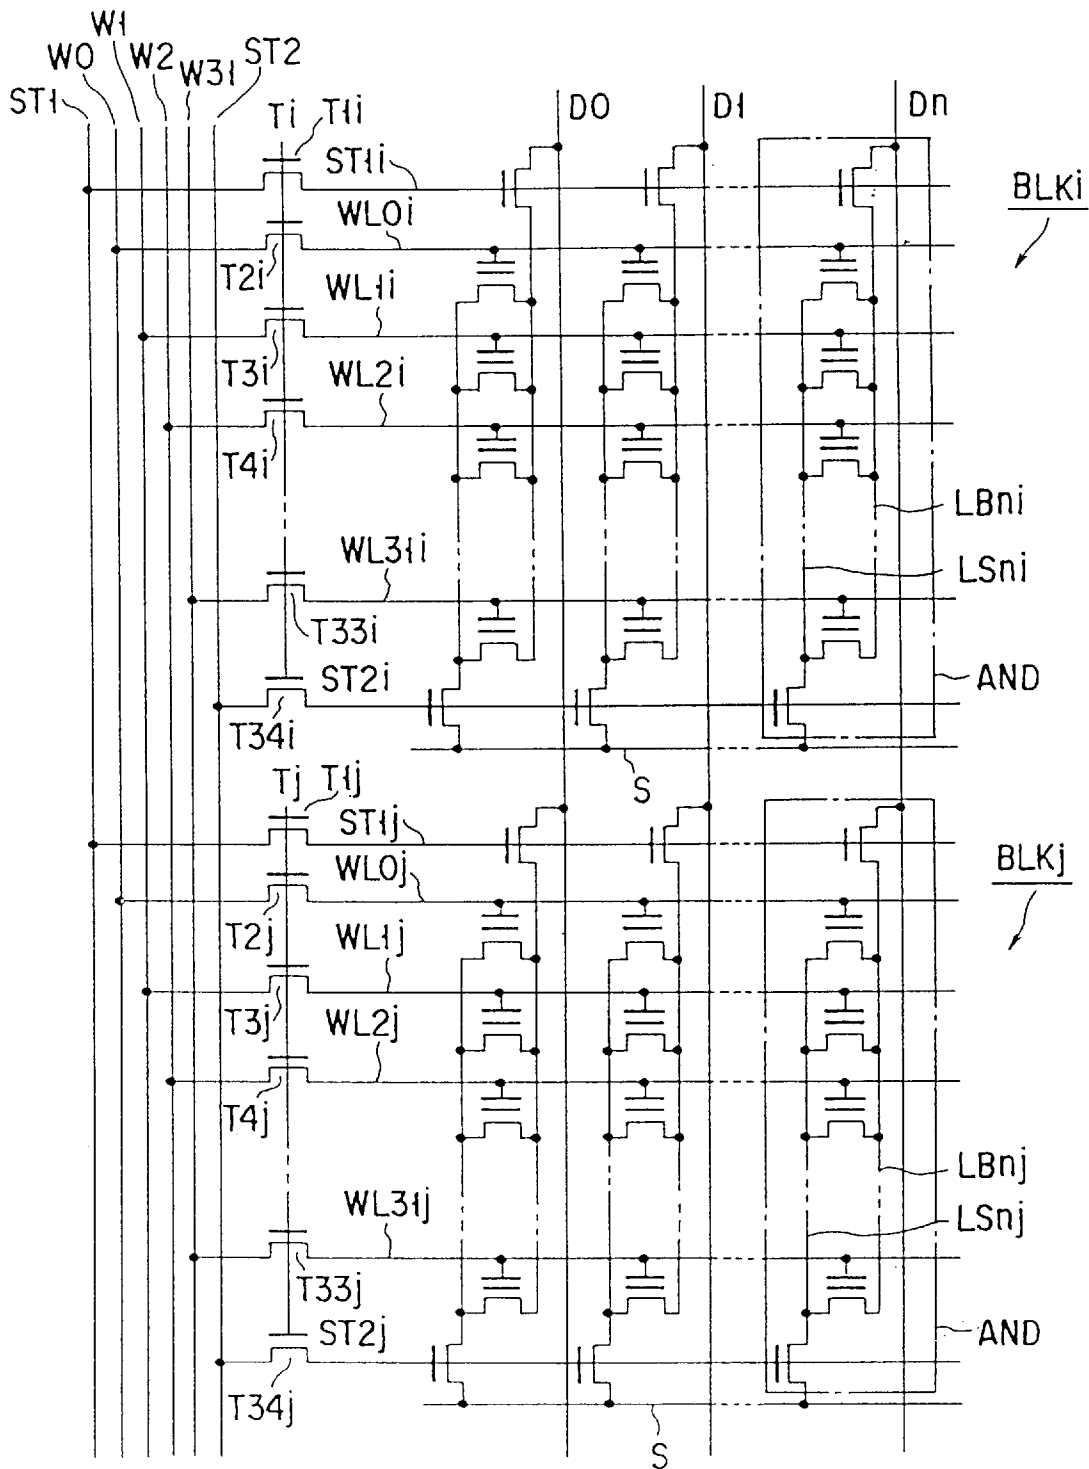 W1
W0
W2
ST2
W31
ST1
D0
D1
Dn
Ti
T1i
ST1i
BLKi
WL0i
T2i
WL1i
T3i
WL2i
T4i
LBni
WL31i
LSni
T33i
ST2i
AND
T34i
S
Tj
T1j
ST1j
BLKj
WL0j
T2j
WL1j
T3j
WL2j
T4j
LBnj
WL31j
LSnj
T33j
ST2j
AND
T34j
S